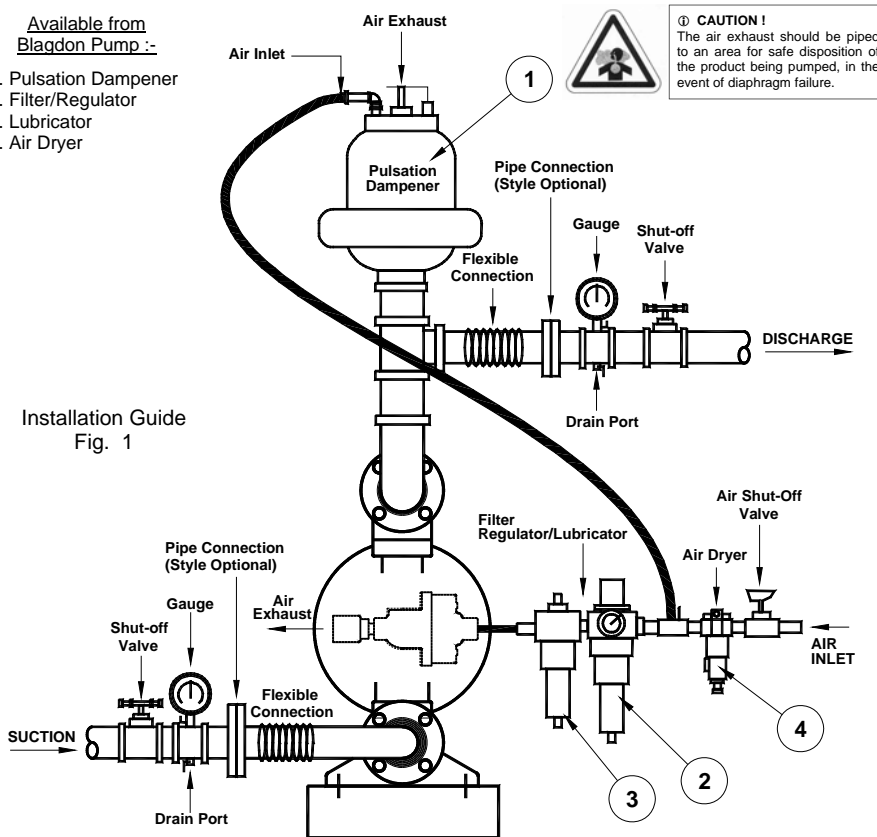 Available from
Blagdon Pump :-
. Pulsation Dampener
. Filter/Regulator
. Lubricator
. Air Dryer
Air Exhaust
Air Inlet
1
CAUTION !
The air exhaust should be piped
to an area for safe disposition of
the product being pumped, in the
event of diaphragm failure.
Pulsation
Dampener
Pipe Connection
(Style Optional)
Gauge
Shut-off
Valve
Flexible
Connection
DISCHARGE
Drain Port
Installation Guide
Fig. 1
Filter
Regulator/Lubricator
Air Shut-Off
Valve
Air Dryer
AIR
INLET
Pipe Connection
(Style Optional)
Air
Exhaust
Gauge
Shut-off
Valve
Flexible
Connection
SUCTION
Drain Port
3
2
4